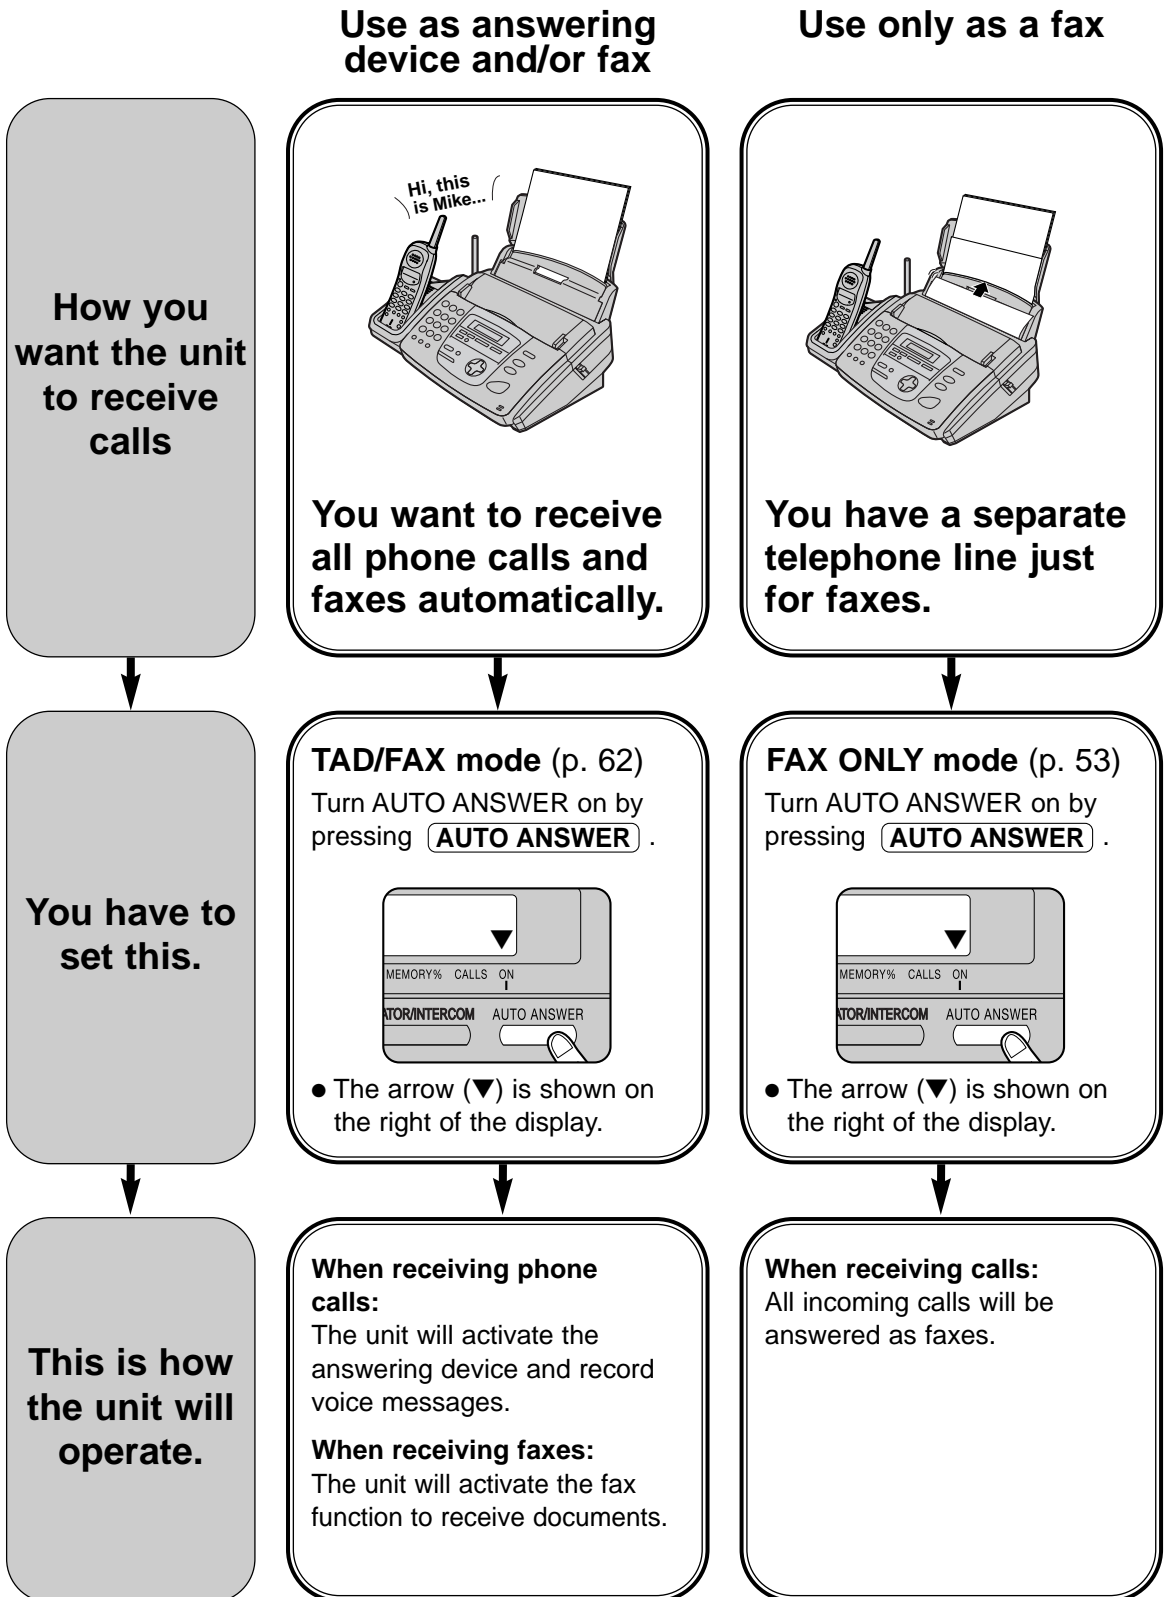 Use as answering
device and/or fax
Use only as a fax
How you
want the unit
to receive
calls
Hi, this
is Mike...
You want to receive
all phone calls and
faxes automatically.
You have a separate
telephone line just
for faxes.
You have to
set this.
TAD/FAX mode (p. 62)
Turn AUTO ANSWER on by
pressing AUTO ANSWER .
MEMORY% CALLS ON
ATOR/INTERCOM AUTO ANSWER
● The arrow (▼) is shown on
the right of the display.
FAX ONLY mode (p. 53)
Turn AUTO ANSWER on by
pressing AUTO ANSWER .
MEMORY% CALLS ON
ATOR/INTERCOM AUTO ANSWER
● The arrow (▼) is shown on
the right of the display.
This is how
the unit will
operate.
When receiving phone
calls:
The unit will activate the
answering device and record
voice messages.
When receiving faxes:
The unit will activate the fax
function to receive documents.
When receiving calls:
All incoming calls will be
answered as faxes.